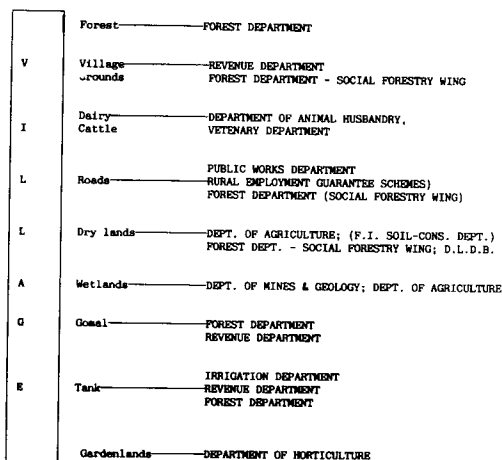 Forest FOREST DEPARTMENT
V Village REVENUE DEPARTMENT
Grounds FOREST DEPARTMENT - SOCIAL FORESTRY WING
Dairy DEPARTMENT OF ANIMAL HUSBANDRY,
I Cattle VETENARY DEPARTMENT
PUBLIC WORKS DEPARTMENT
L Roads RURAL EMPLOYMENT GUARANTEE SCHEMES)
FOREST DEPARTMENT (SOCIAL FORESTRY WING)
L Dry lands DEPT. OF AGRICULTURE; (F.I. SOIL-CONS. DEPT.)
FOREST DEPT. - SOCIAL FORESTRY WING; D.L.D.B.
A Wetlands DEPT. OF MINES & GEOLOGY; DEPT. OF AGRICULTURE
G Gomal FOREST DEPARTMENT
REVENUE DEPARTMENT
IRRIGATION DEPARTMENT
E Tank REVENUE DEPARTMENT
FOREST DEPARTMENT
Gardenlands DEPARTMENT OF HORTICULTURE